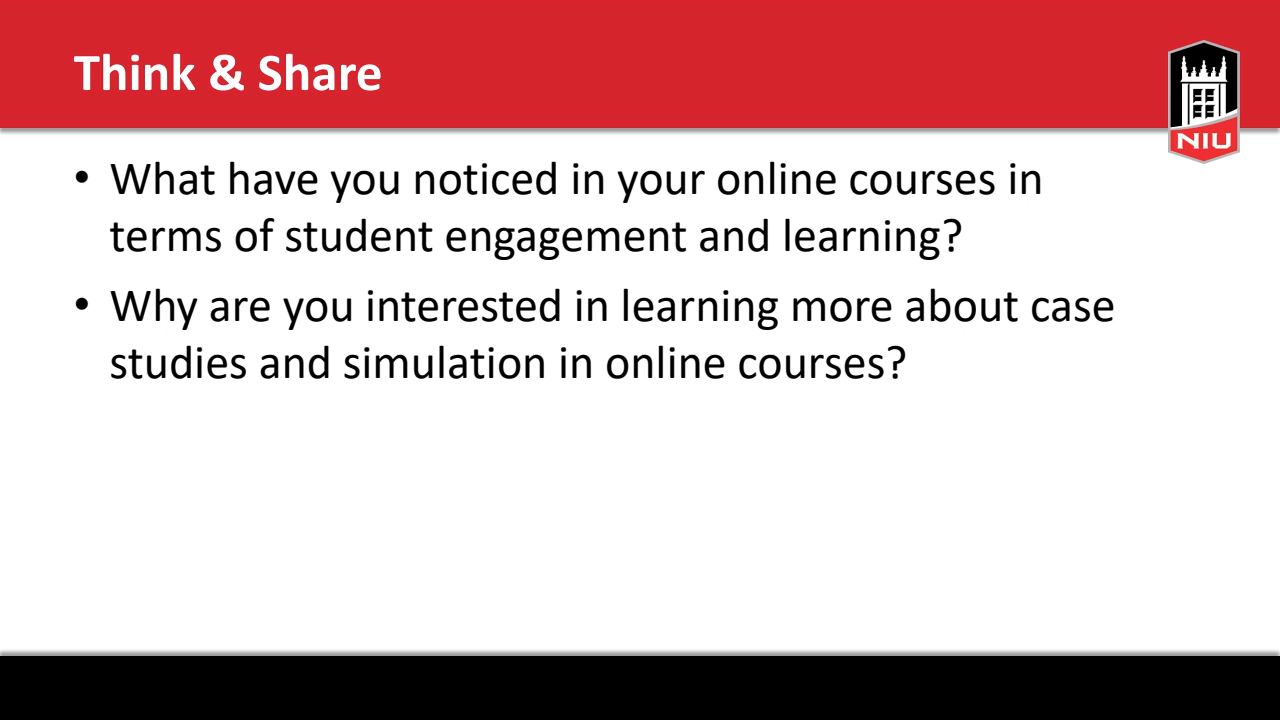 Think & Share
NIU
• What have you noticed in your online courses in
terms of student engagement and learning?
• Why are you interested in learning more about case
studies and simulation in online courses?